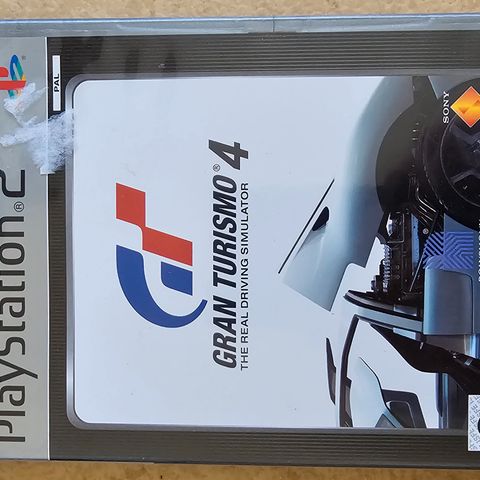 PlayStation®2
PAL
GRAN TURISMO® 4
THE REAL DRIVING SIMULATOR
SONY